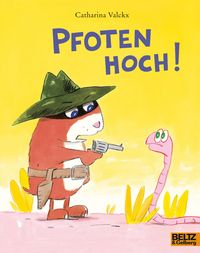 Catharina Valckx
PFOTEN
HOCH!
BELTZ
& Gelberg